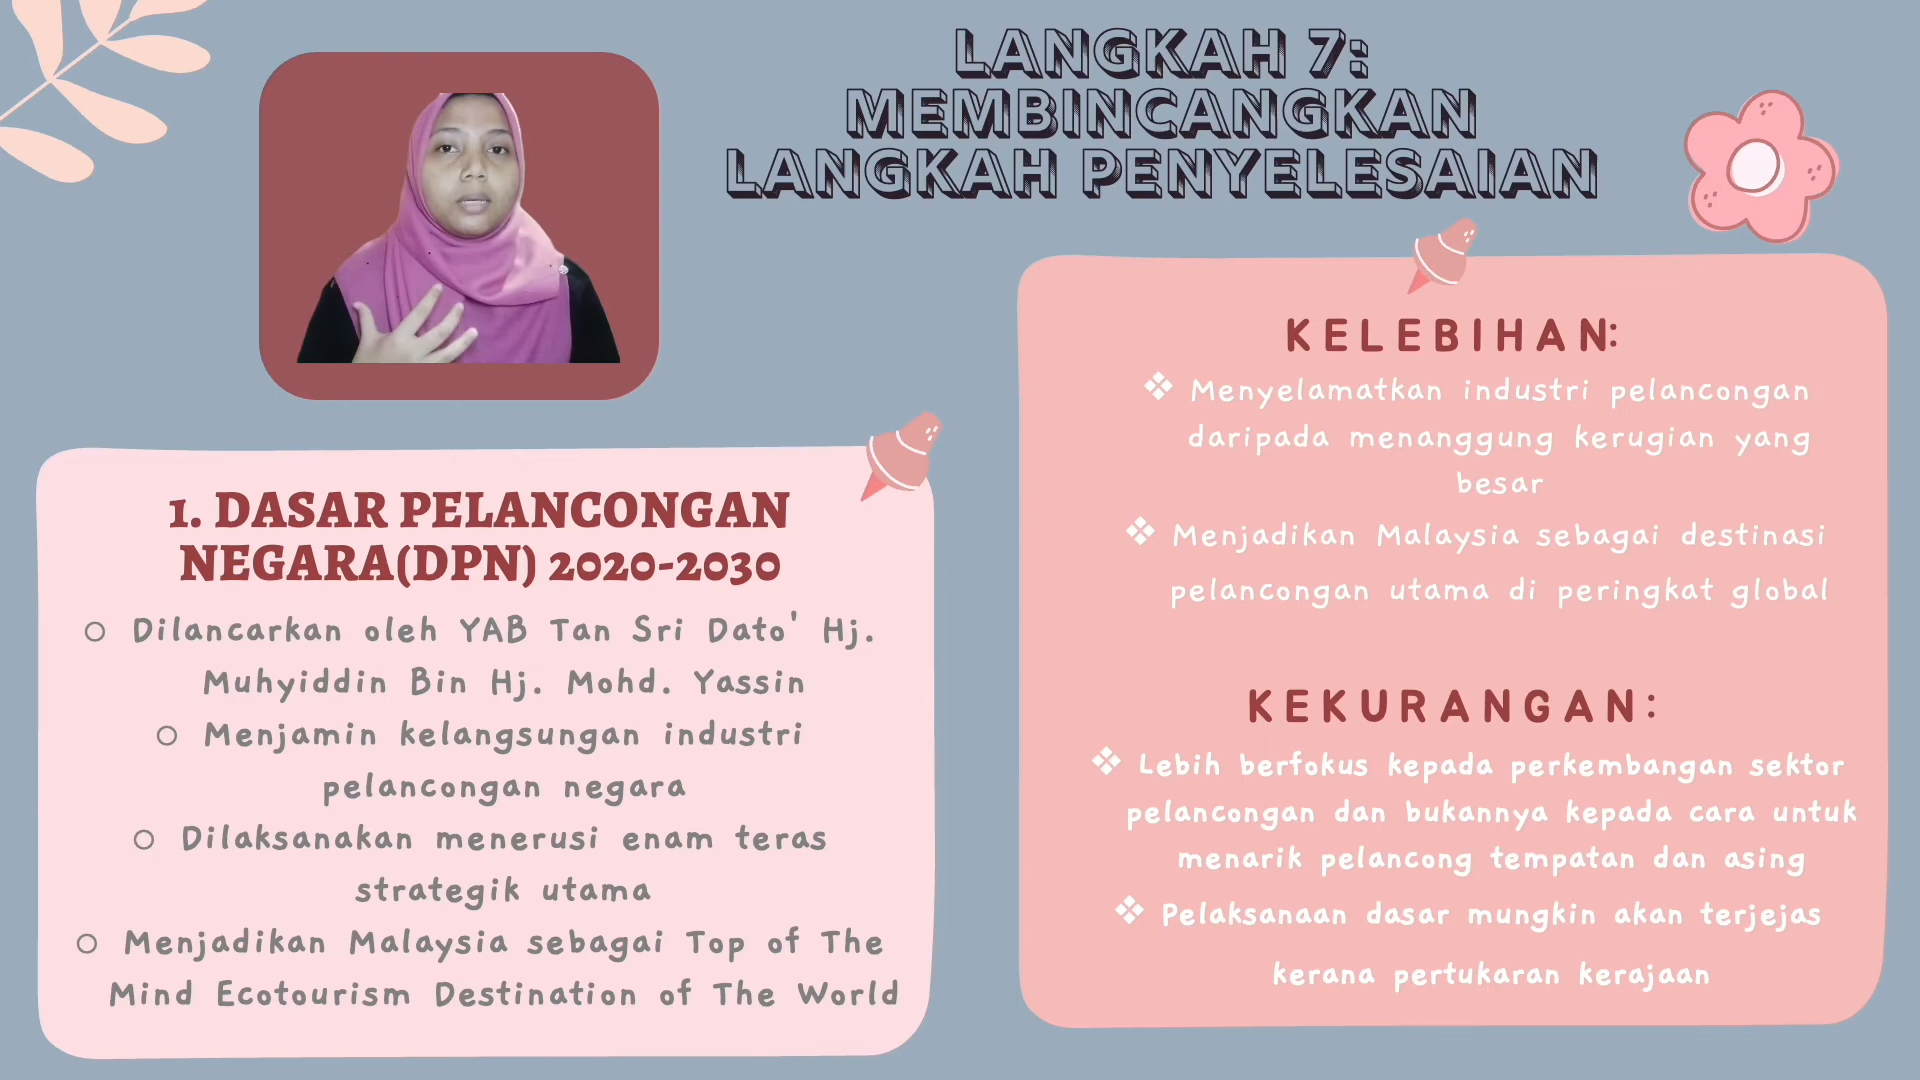 LANGKAH 7:
MEMBINCANGKAN
LANGKAH PENYELESAIAN
1. DASAR PELANCONGAN
NEGARA(DPN) 2020-2030
Dilancarkan oleh YAB Tan Sri Dato' Hj.
Muhyiddin Bin Hj. Mohd. Yassin
Menjamin kelangsungan industri
pelancongan negara
Dilaksanakan menerusi enam teras
strategik utama
Menjadikan Malaysia sebagai Top of The
Mind Ecotourism Destination of The World
KELEBIHAN:
Menyelamatkan industri pelancongan
daripada menanggung kerugian yang
besar
Menjadikan Malaysia sebagai destinasi
pelancongan utama di peringkat global
KEKURANGAN:
Lebih berfokus kepada perkembangan sektor
pelancongan dan bukannya kepada cara untuk
menarik pelancong tempatan dan asing
Pelaksanaan dasar mungkin akan terjejas
kerana pertukaran kerajaan